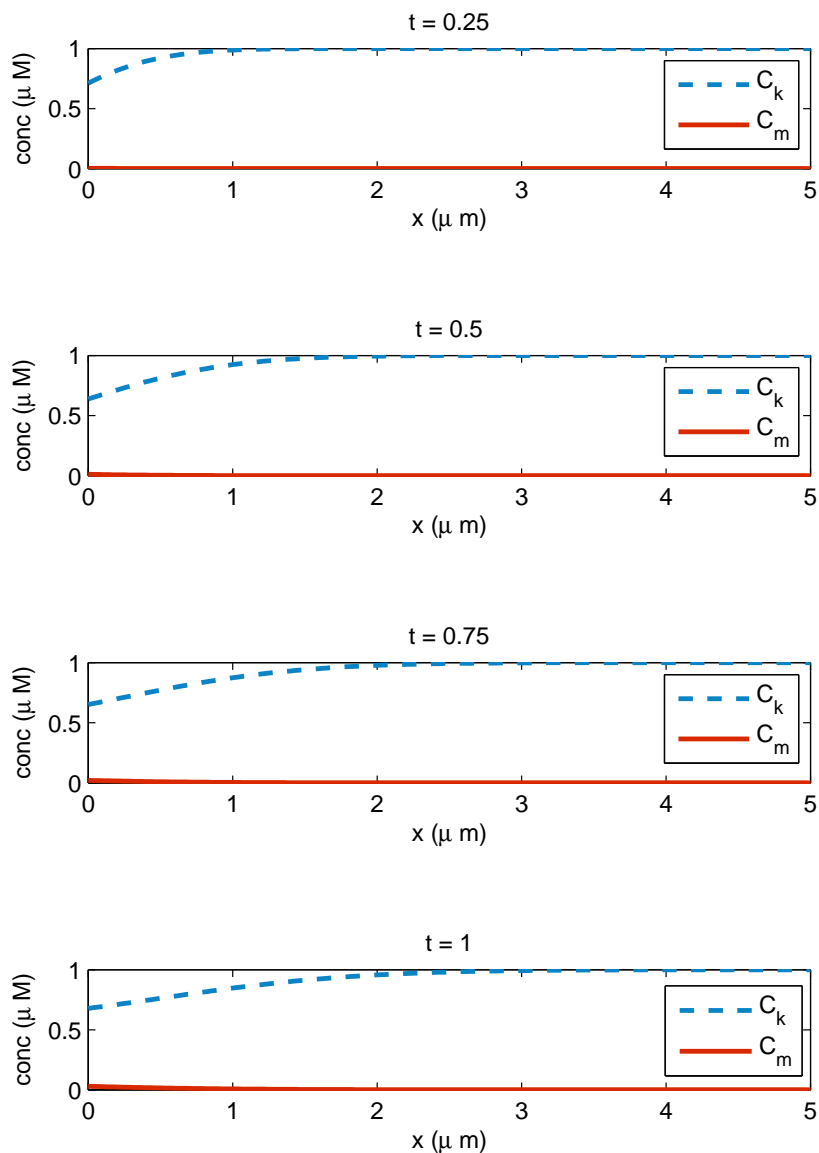 t = 0.25
1
0.5
0
conc (μ M)
C_k
C_m
0 1 2 3 4 5
x (μ m)
t = 0.5
1
0.5
0
conc (μ M)
C_k
C_m
0 1 2 3 4 5
x (μ m)
t = 0.75
1
0.5
0
conc (μ M)
C_k
C_m
0 1 2 3 4 5
x (μ m)
t = 1
1
0.5
0
conc (μ M)
C_k
C_m
0 1 2 3 4 5
x (μ m)